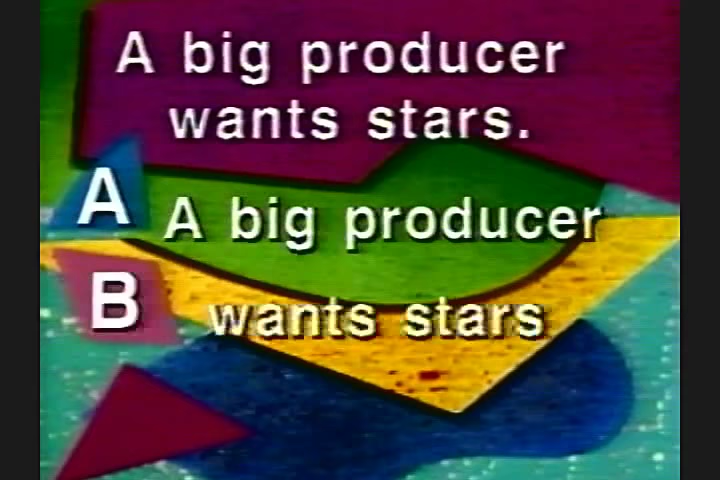 A big producer
wants stars.
A A big producer
B wants stars